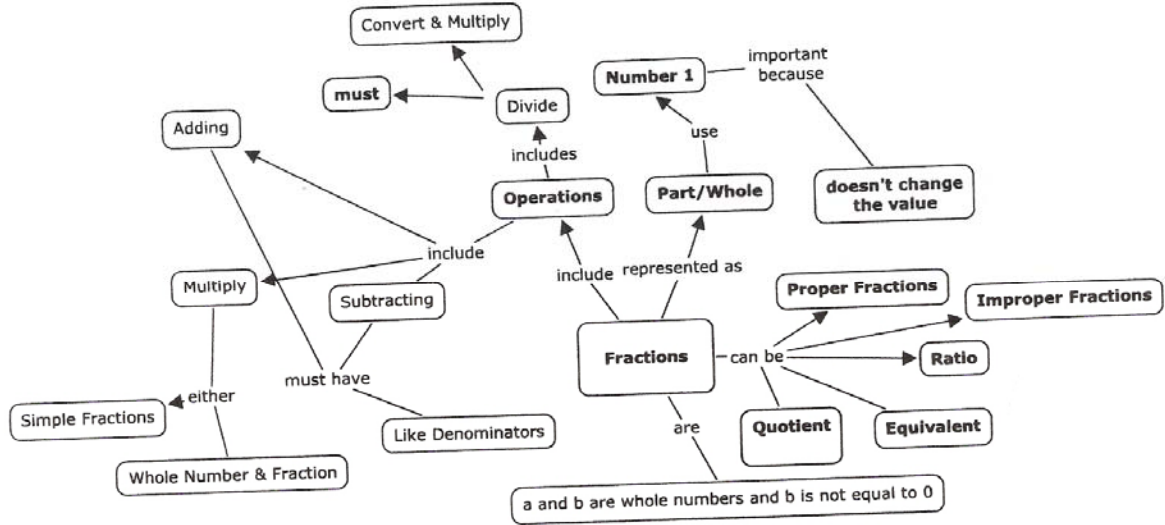 Convert & Multiply
important
because
Number 1
must
Divide
Adding
use
includes
Operations
Part/Whole
doesn't change
the value
include
include
represented as
Multiply
Subtracting
Proper Fractions
Improper Fractions
Fractions
can be
Ratio
must have
either
Simple Fractions
Like Denominators
are
Quotient
Equivalent
Whole Number & Fraction
a and b are whole numbers and b is not equal to 0